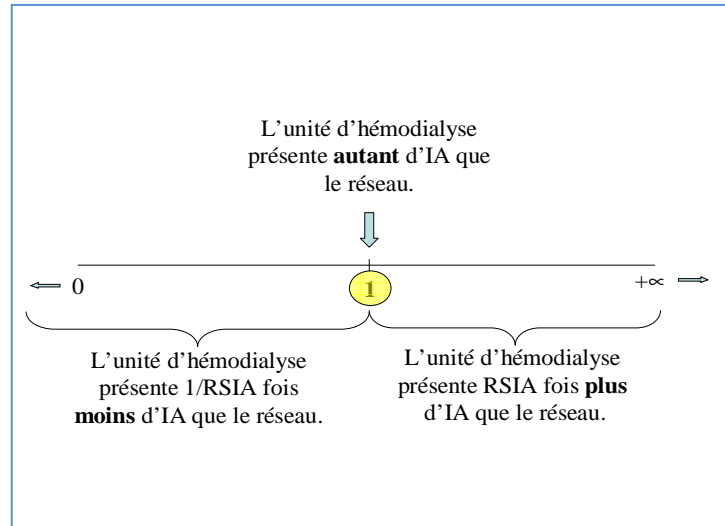 L’unité d’hémodialyse
présente autant d’IA que
le réseau.
0
1
+∞
L’unité d’hémodialyse
présente 1/RSIA fois
moins d’IA que le réseau.
L’unité d’hémodialyse
présente RSIA fois plus
d’IA que le réseau.